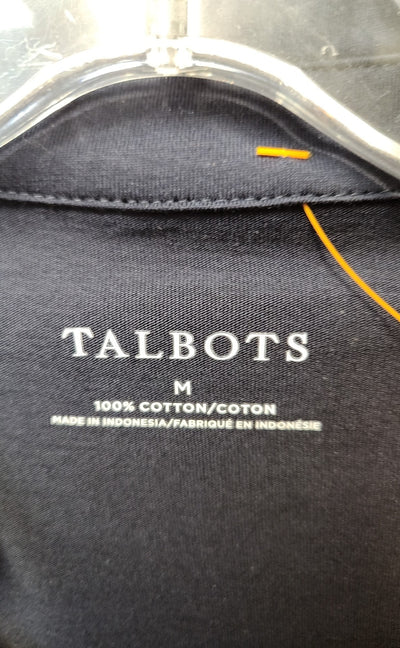 TALBOTS
M
100% COTTON/COTON
MADE IN INDONESIA/FABRIQUÉ EN INDONÉSIE